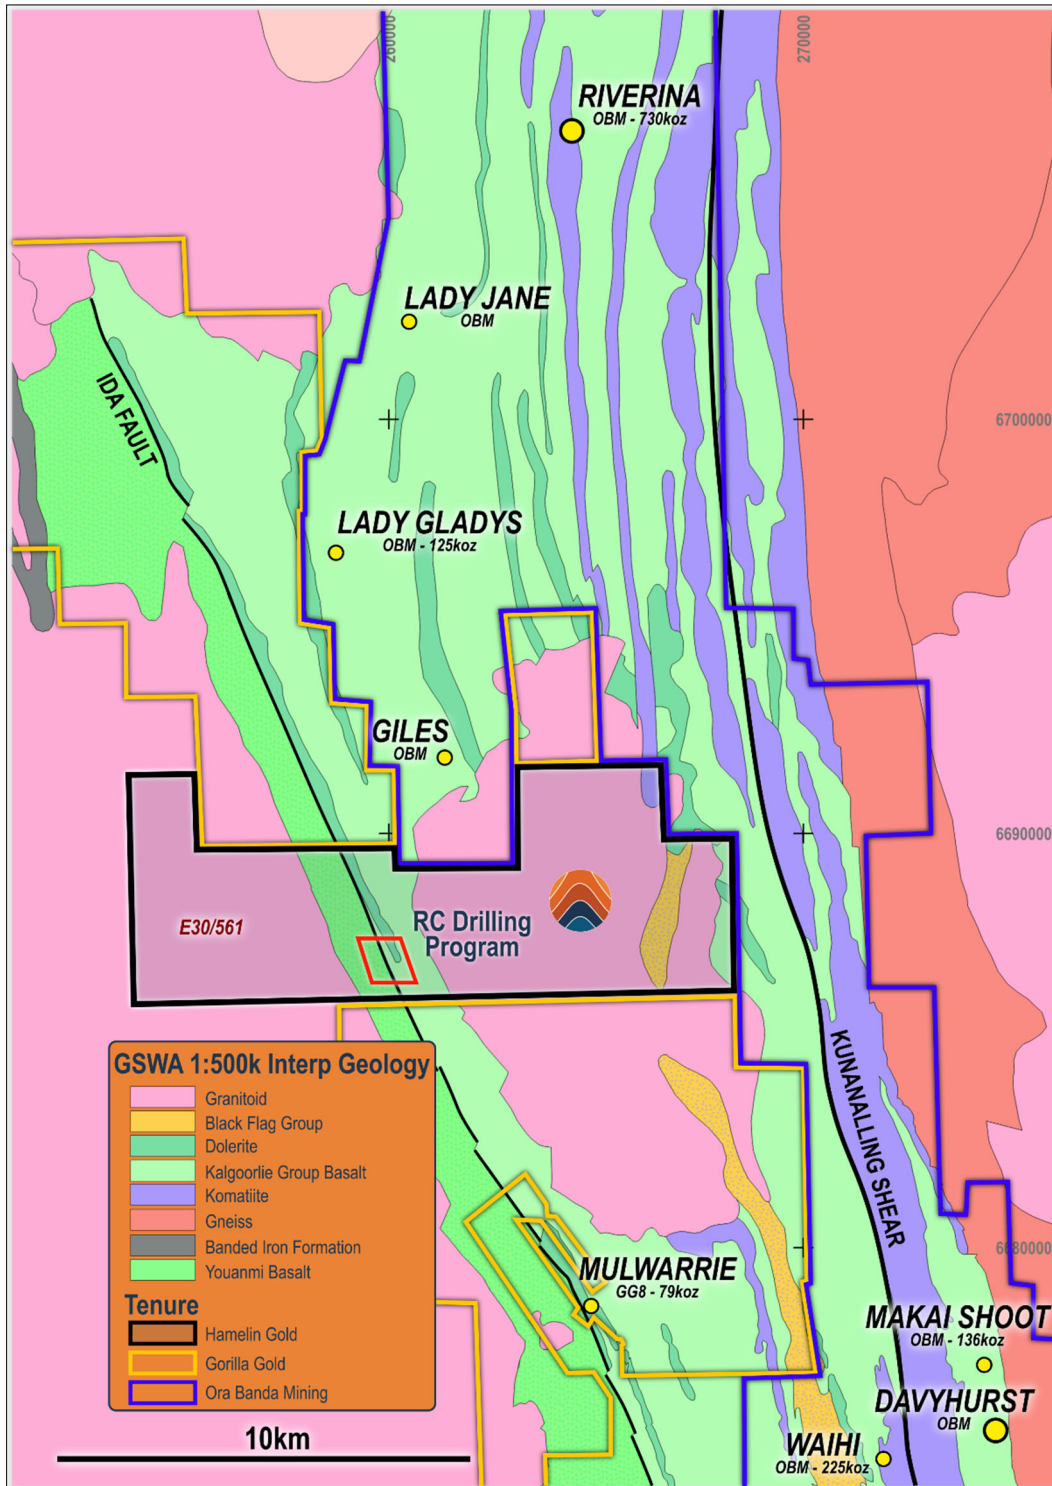 260000
270000
RIVERINA
OBM - 730koz
LADY JANE
OBM
IDA FAULT
6700000
LADY GLADYS
OBM - 125koz
GILES
OBM
6690000
E30/561
RC Drilling
Program
KUNANALLING SHEAR
GSWA 1:500k Interp Geology
Granitoid
Black Flag Group
Dolerite
Kalgoorlie Group Basalt
Komatiite
Gneiss
Banded Iron Formation
Youanmi Basalt
Tenure
Hamelin Gold
Gorilla Gold
Ora Banda Mining
10km
6680000
MULWARRIE
GG8 - 79koz
MAKAI SHOOT
OBM - 136koz
DAVYHURST
OBM
WAIHI
OBM - 225koz